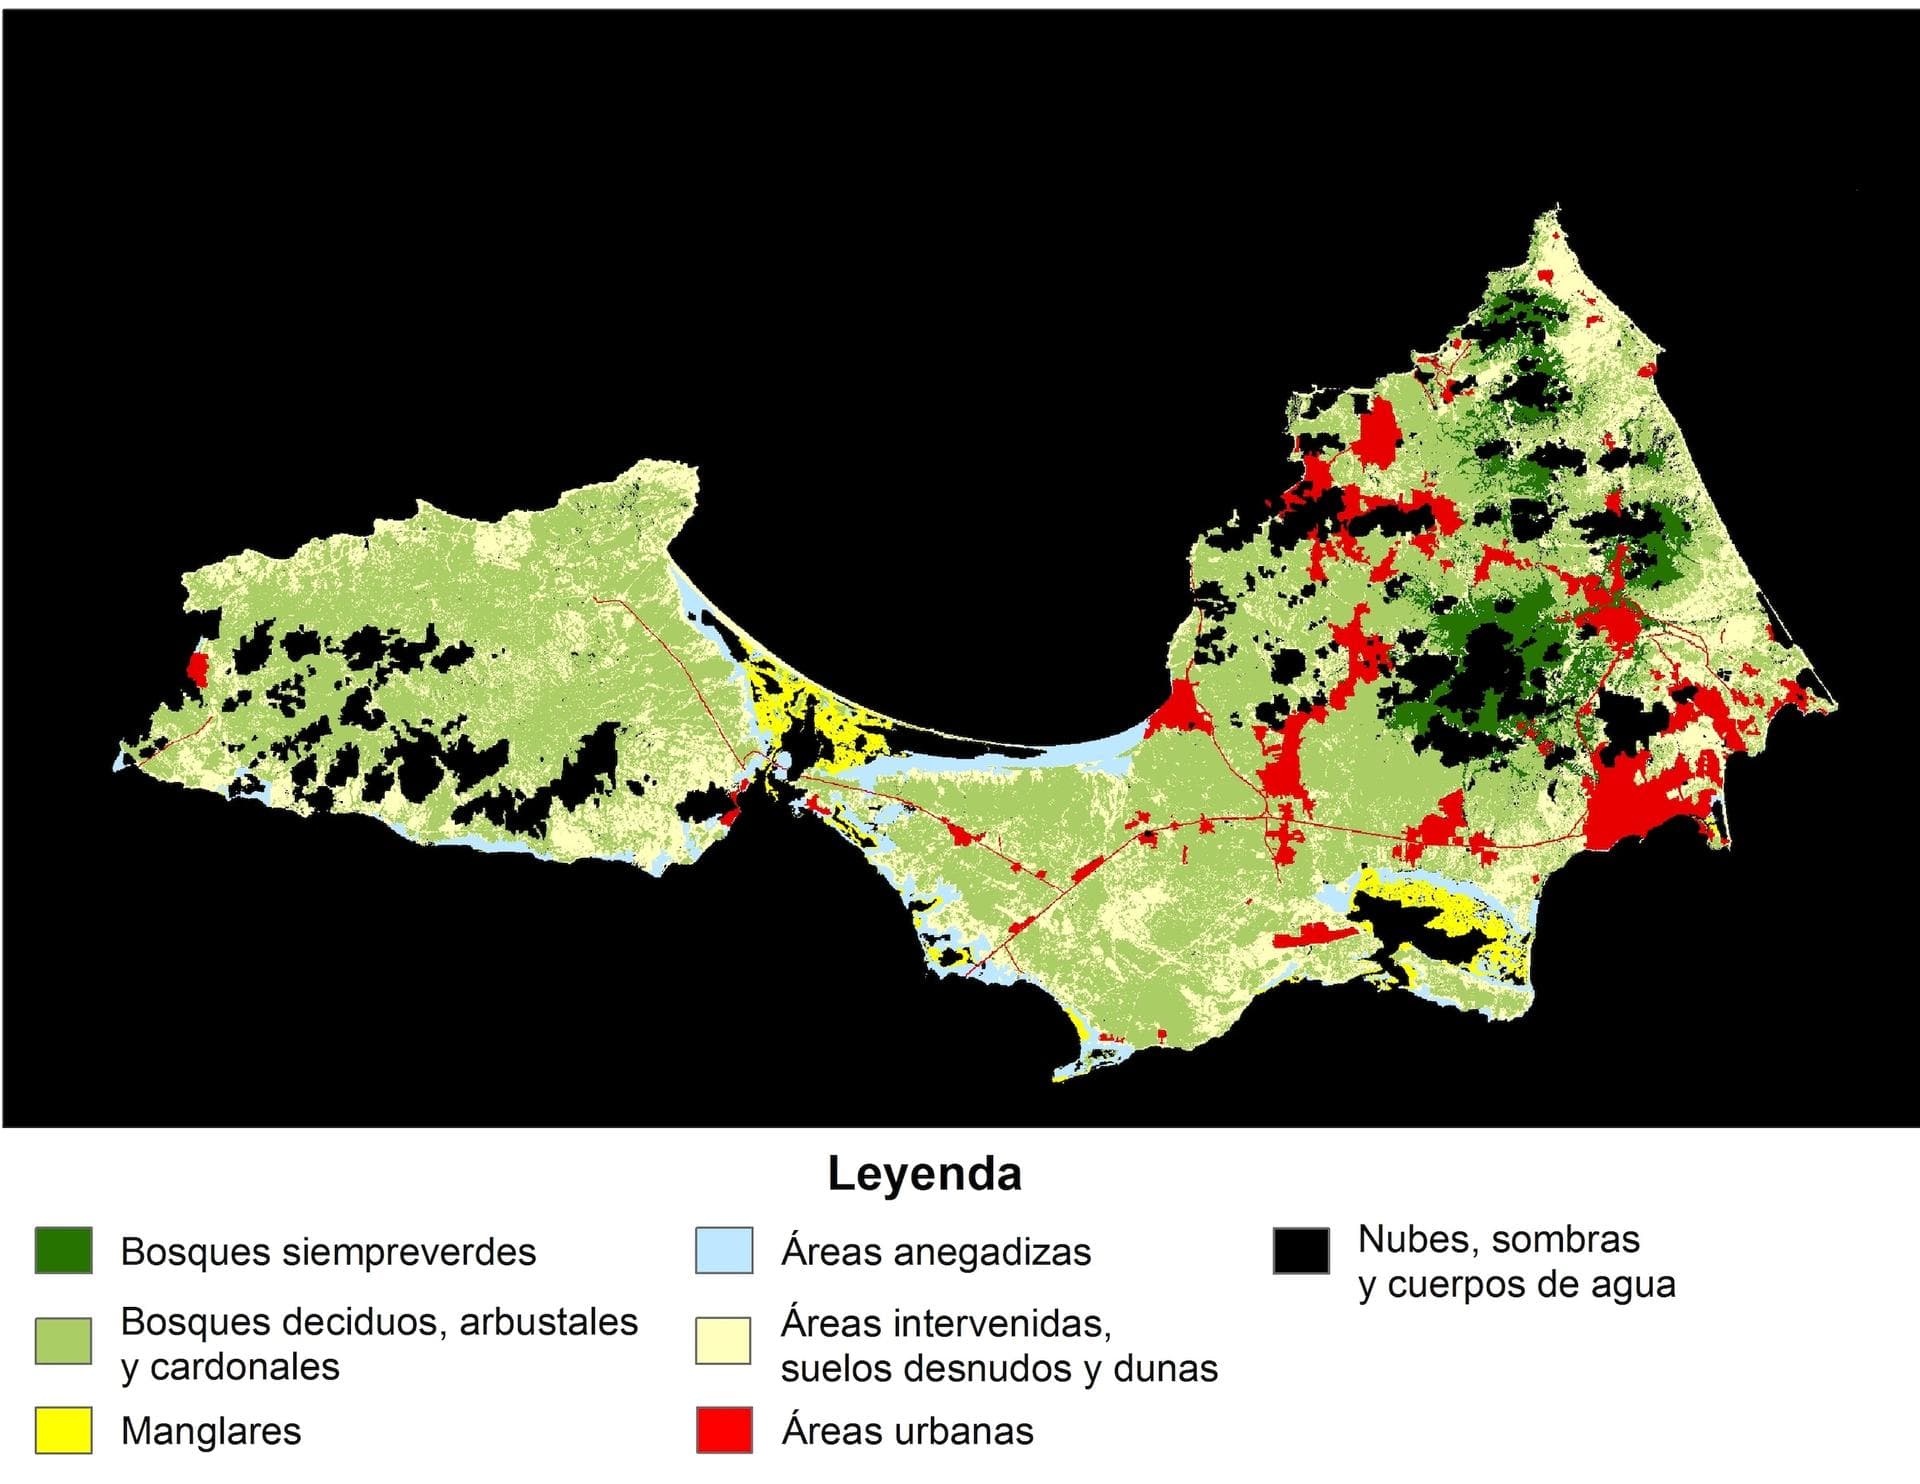 Leyenda
Bosques siempreverdes
Bosques deciduos, arbustales
y cardonales
Manglares
Áreas anegadizas
Áreas intervenidas,
suelos desnudos y dunas
Áreas urbanas
Nubes, sombras
y cuerpos de agua